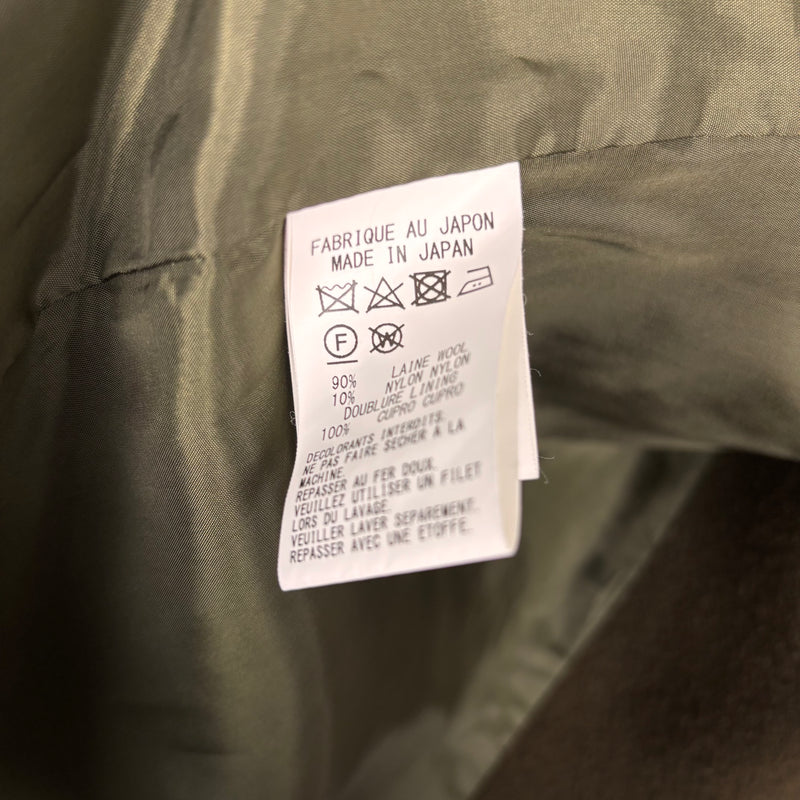 FABRIQUE AU JAPON
MADE IN JAPAN
F W
90% LAINE WOOL
10% NYLON NYLON
DOUBLURE LINING
100% CUPRO CUPRO
DECOLORANTS INTERDITS.
NE PAS FAIRE SECHER A LA
MACHINE.
REPASSER AU FER DOUX.
VEUILLEZ UTILISER UN FILET
LORS DU LAVAGE.
VEUILLER LAVER SEPAREMENT.
REPASSER AVEC UNE ETOFFE.